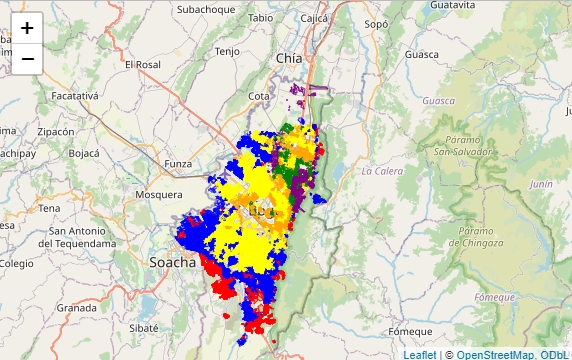 +
−
Subachoque
Tabio
Cajicá
Sopó
Guatavita
Tenjo
Chía
Guasca
El Rosal
Facatativá
Cota
Guasca
Zipacón
Bojacá
Funza
Páramo
San-Salvador
La Calera
Junín
Tena
Mosquera
San Antonio
del Tequendama
Páramo
de Chingaza
Colegio
Soacha
Granada
Sibaté
Fómeque
Fómeque
Leaflet | © OpenStreetMap, ODbL